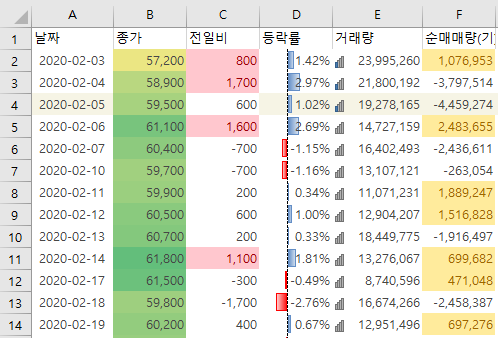 A B C D E F
1 날짜 종가 전일비 등락률 거래량 순매매량(기
2 2020-02-03 57,200 800 1.42% 23,995,260 1,076,953
3 2020-02-04 58,900 1,700 2.97% 21,800,192 -3,797,514
4 2020-02-05 59,500 600 1.02% 19,278,165 -4,459,274
5 2020-02-06 61,100 1,600 2.69% 14,727,159 2,483,655
6 2020-02-07 60,400 -700 -1.15% 16,402,493 -2,436,611
7 2020-02-10 59,700 -700 -1.16% 13,107,121 -263,054
8 2020-02-11 59,900 200 0.34% 11,071,231 1,889,247
9 2020-02-12 60,500 600 1.00% 12,904,207 1,516,828
10 2020-02-13 60,700 200 0.33% 18,449,775 -1,916,497
11 2020-02-14 61,800 1,100 1.81% 13,276,067 699,682
12 2020-02-17 61,500 -300 -0.49% 8,740,596 471,048
13 2020-02-18 59,800 -1,700 -2.76% 16,674,266 -2,458,387
14 2020-02-19 60,200 400 0.67% 12,951,496 697,276